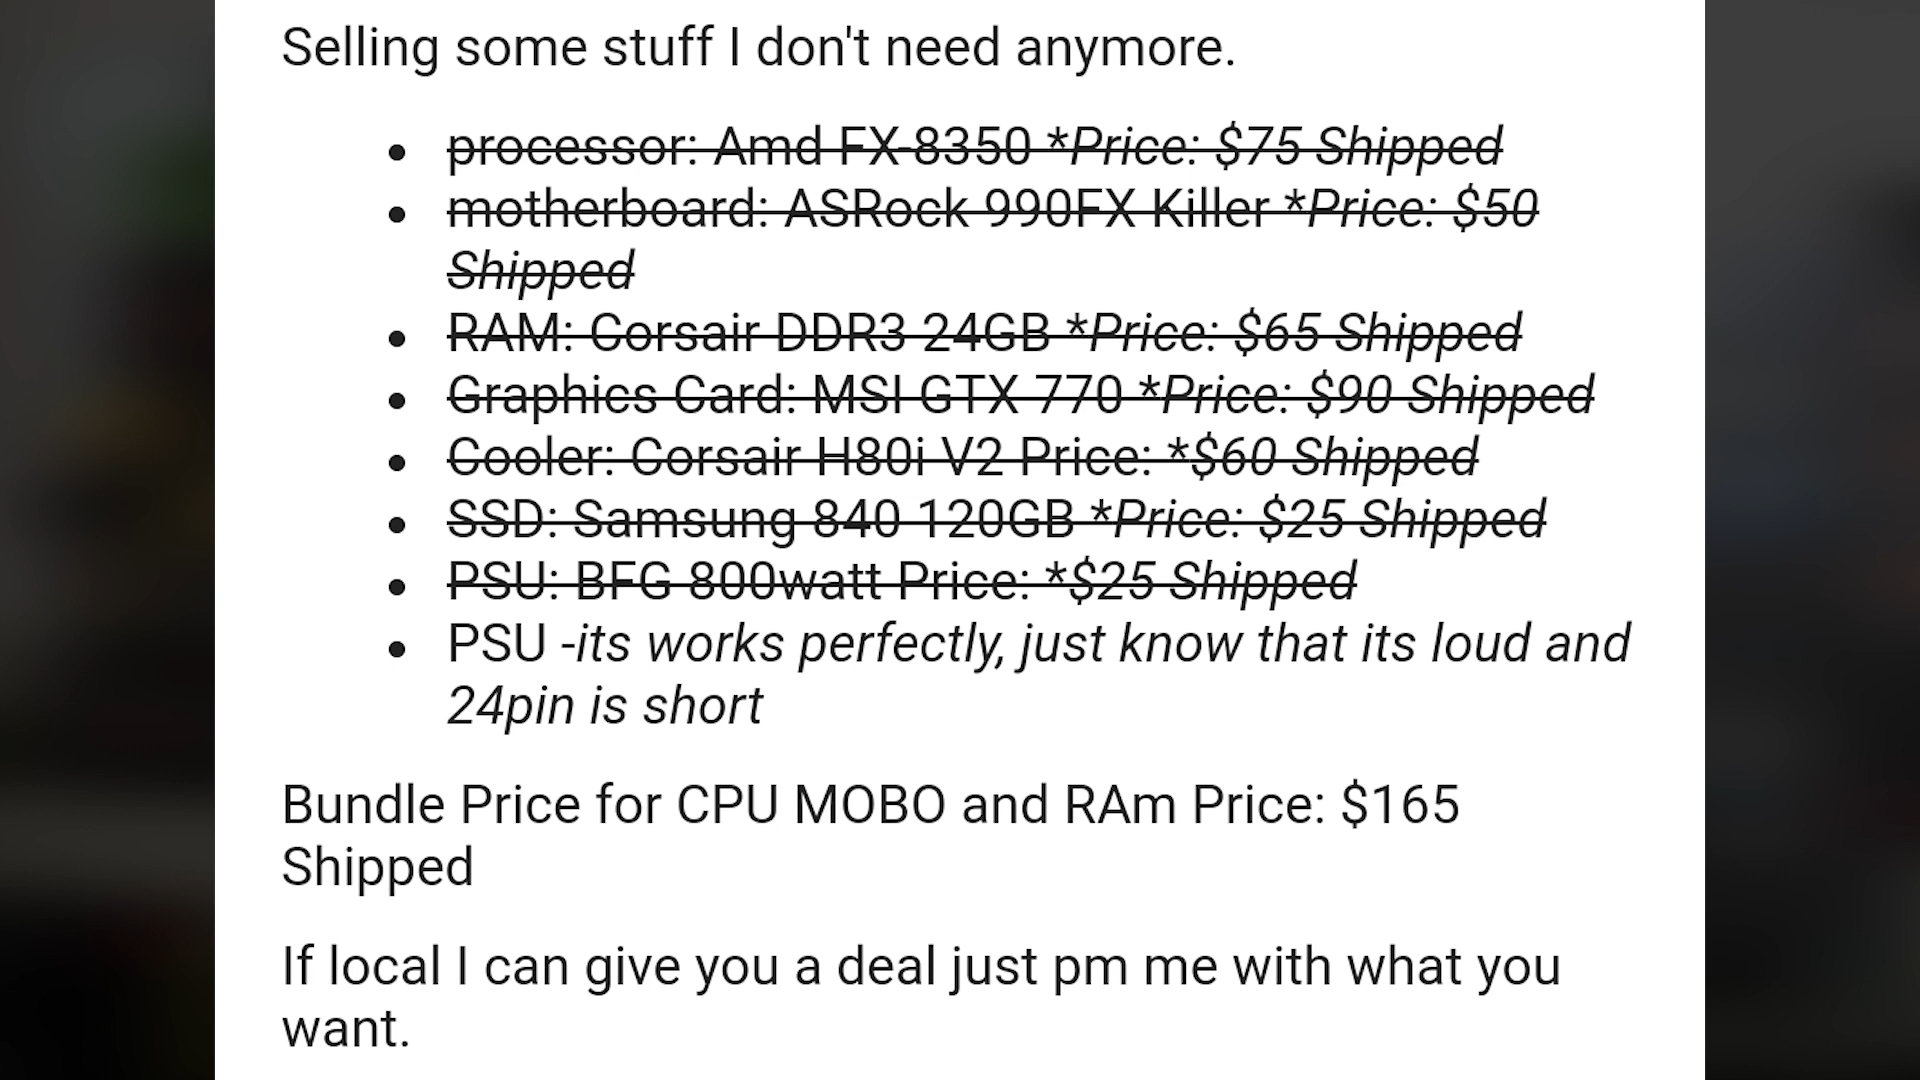 Selling some stuff I don't need anymore.
processor: Amd FX-8350 *Price: $75 Shipped
motherboard: ASRock 990FX Killer *Price: $50
Shipped
RAM: Corsair DDR3 24GB *Price: $65 Shipped
Graphics Card: MSI GTX 770 *Price: $90 Shipped
Cooler: Corsair H80i V2 Price: *$60 Shipped
SSD: Samsung 840 120GB *Price: $25 Shipped
PSU: BFG 800watt Price: *$25 Shipped
PSU -its works perfectly, just know that its loud and
24pin is short
Bundle Price for CPU MOBO and RAm Price: $165
Shipped
If local I can give you a deal just pm me with what you
want.